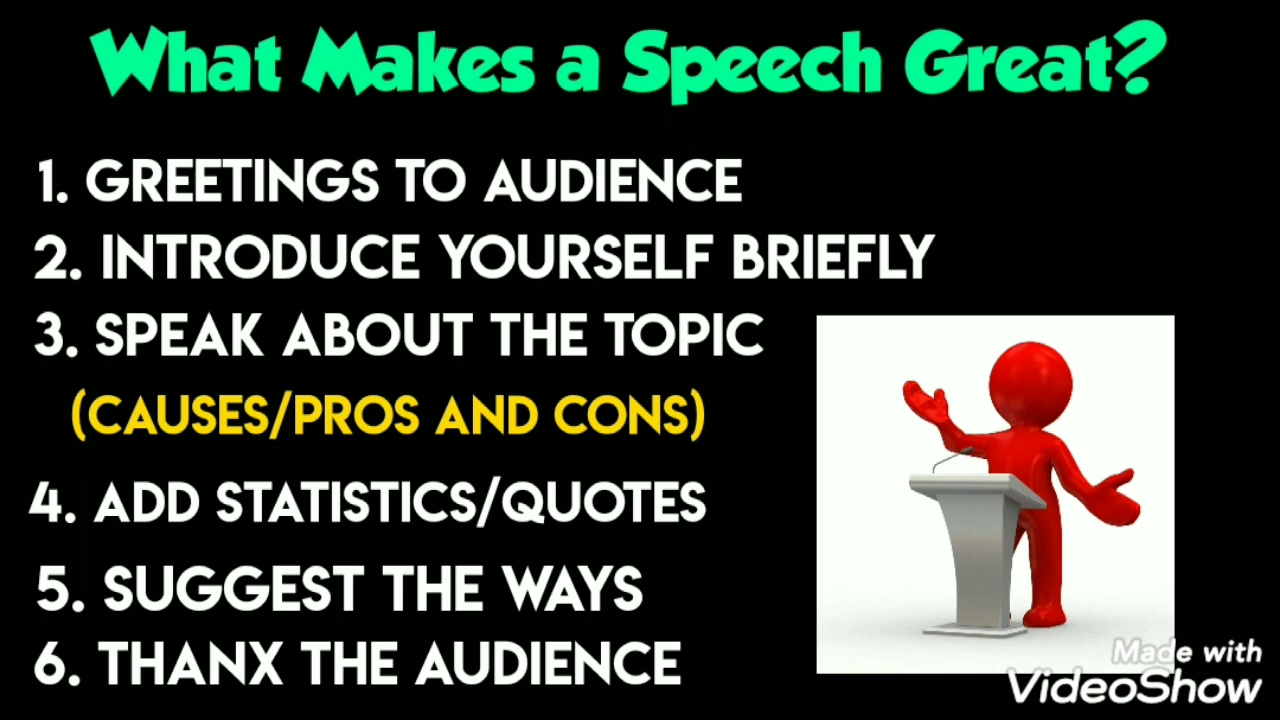 What Makes a Speech Great?
1. GREETINGS TO AUDIENCE
2. INTRODUCE YOURSELF BRIEFLY
3. SPEAK ABOUT THE TOPIC
(CAUSES/PROS AND CONS)
4. ADD STATISTICS/QUOTES
5. SUGGEST THE WAYS
6. THANX THE AUDIENCE
Made with
VideoShow